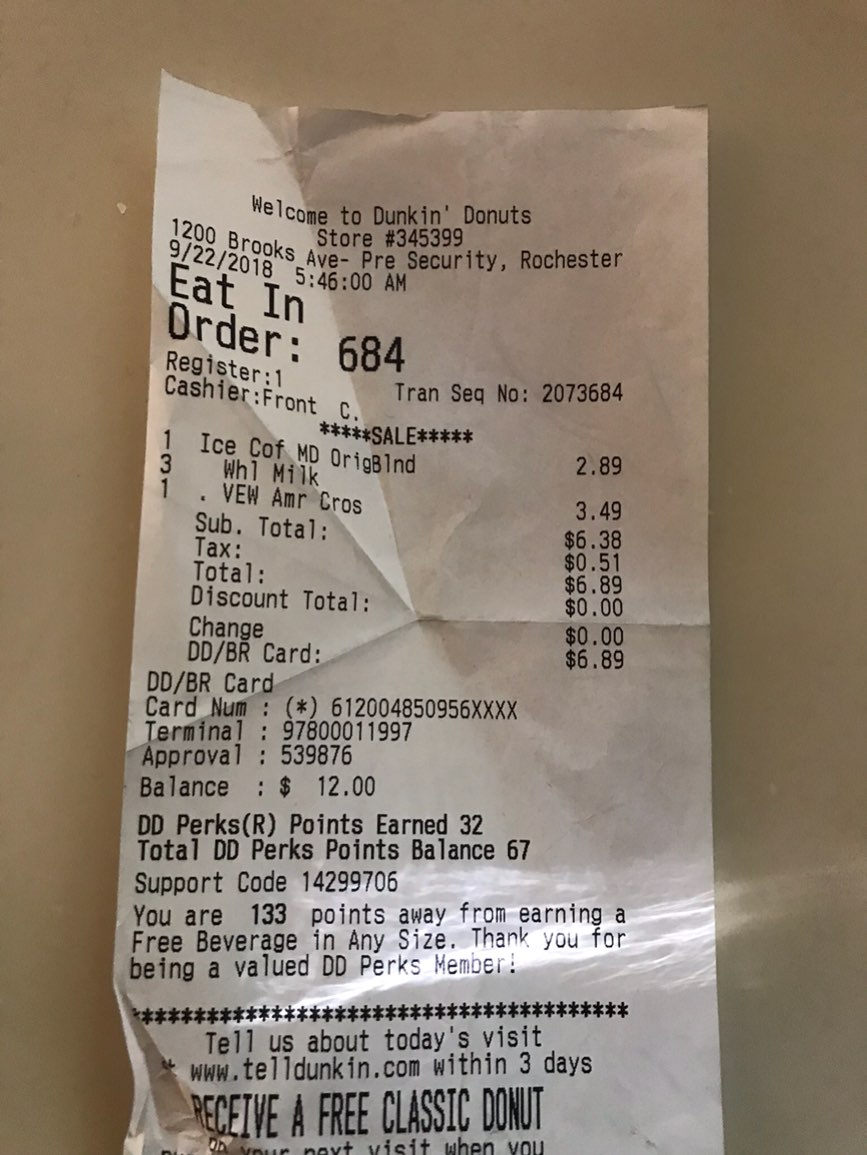 Welcome to Dunkin' Donuts
Store #345399
1200 Brooks Ave- Pre Security, Rochester
9/22/2018 5:46:00 AM
Eat In
Order: 684
Register:1 Tran Seq No: 2073684
Cashier:Front C.
*****SALE*****
1 Ice Cof MD OrigBlnd 2.89
3 Whl Milk
1 . VEW Amr Cros 3.49
Sub. Total: $6.38
Tax: $0.51
Total: $6.89
Discount Total: $0.00
Change $0.00
DD/BR Card: $6.89
DD/BR Card
Card Num : (*) 612004850956XXXX
Terminal : 97800011997
Approval : 539876
Balance : $ 12.00
DD Perks(R) Points Earned 32
Total DD Perks Points Balance 67
Support Code 14299706
You are 133 points away from earning a
Free Beverage in Any Size. Thank you for
being a valued DD Perks Member!
******************************************
Tell us about today's visit
* www.telldunkin.com within 3 days
RECEIVE A FREE CLASSIC DONUT
your next visit when you